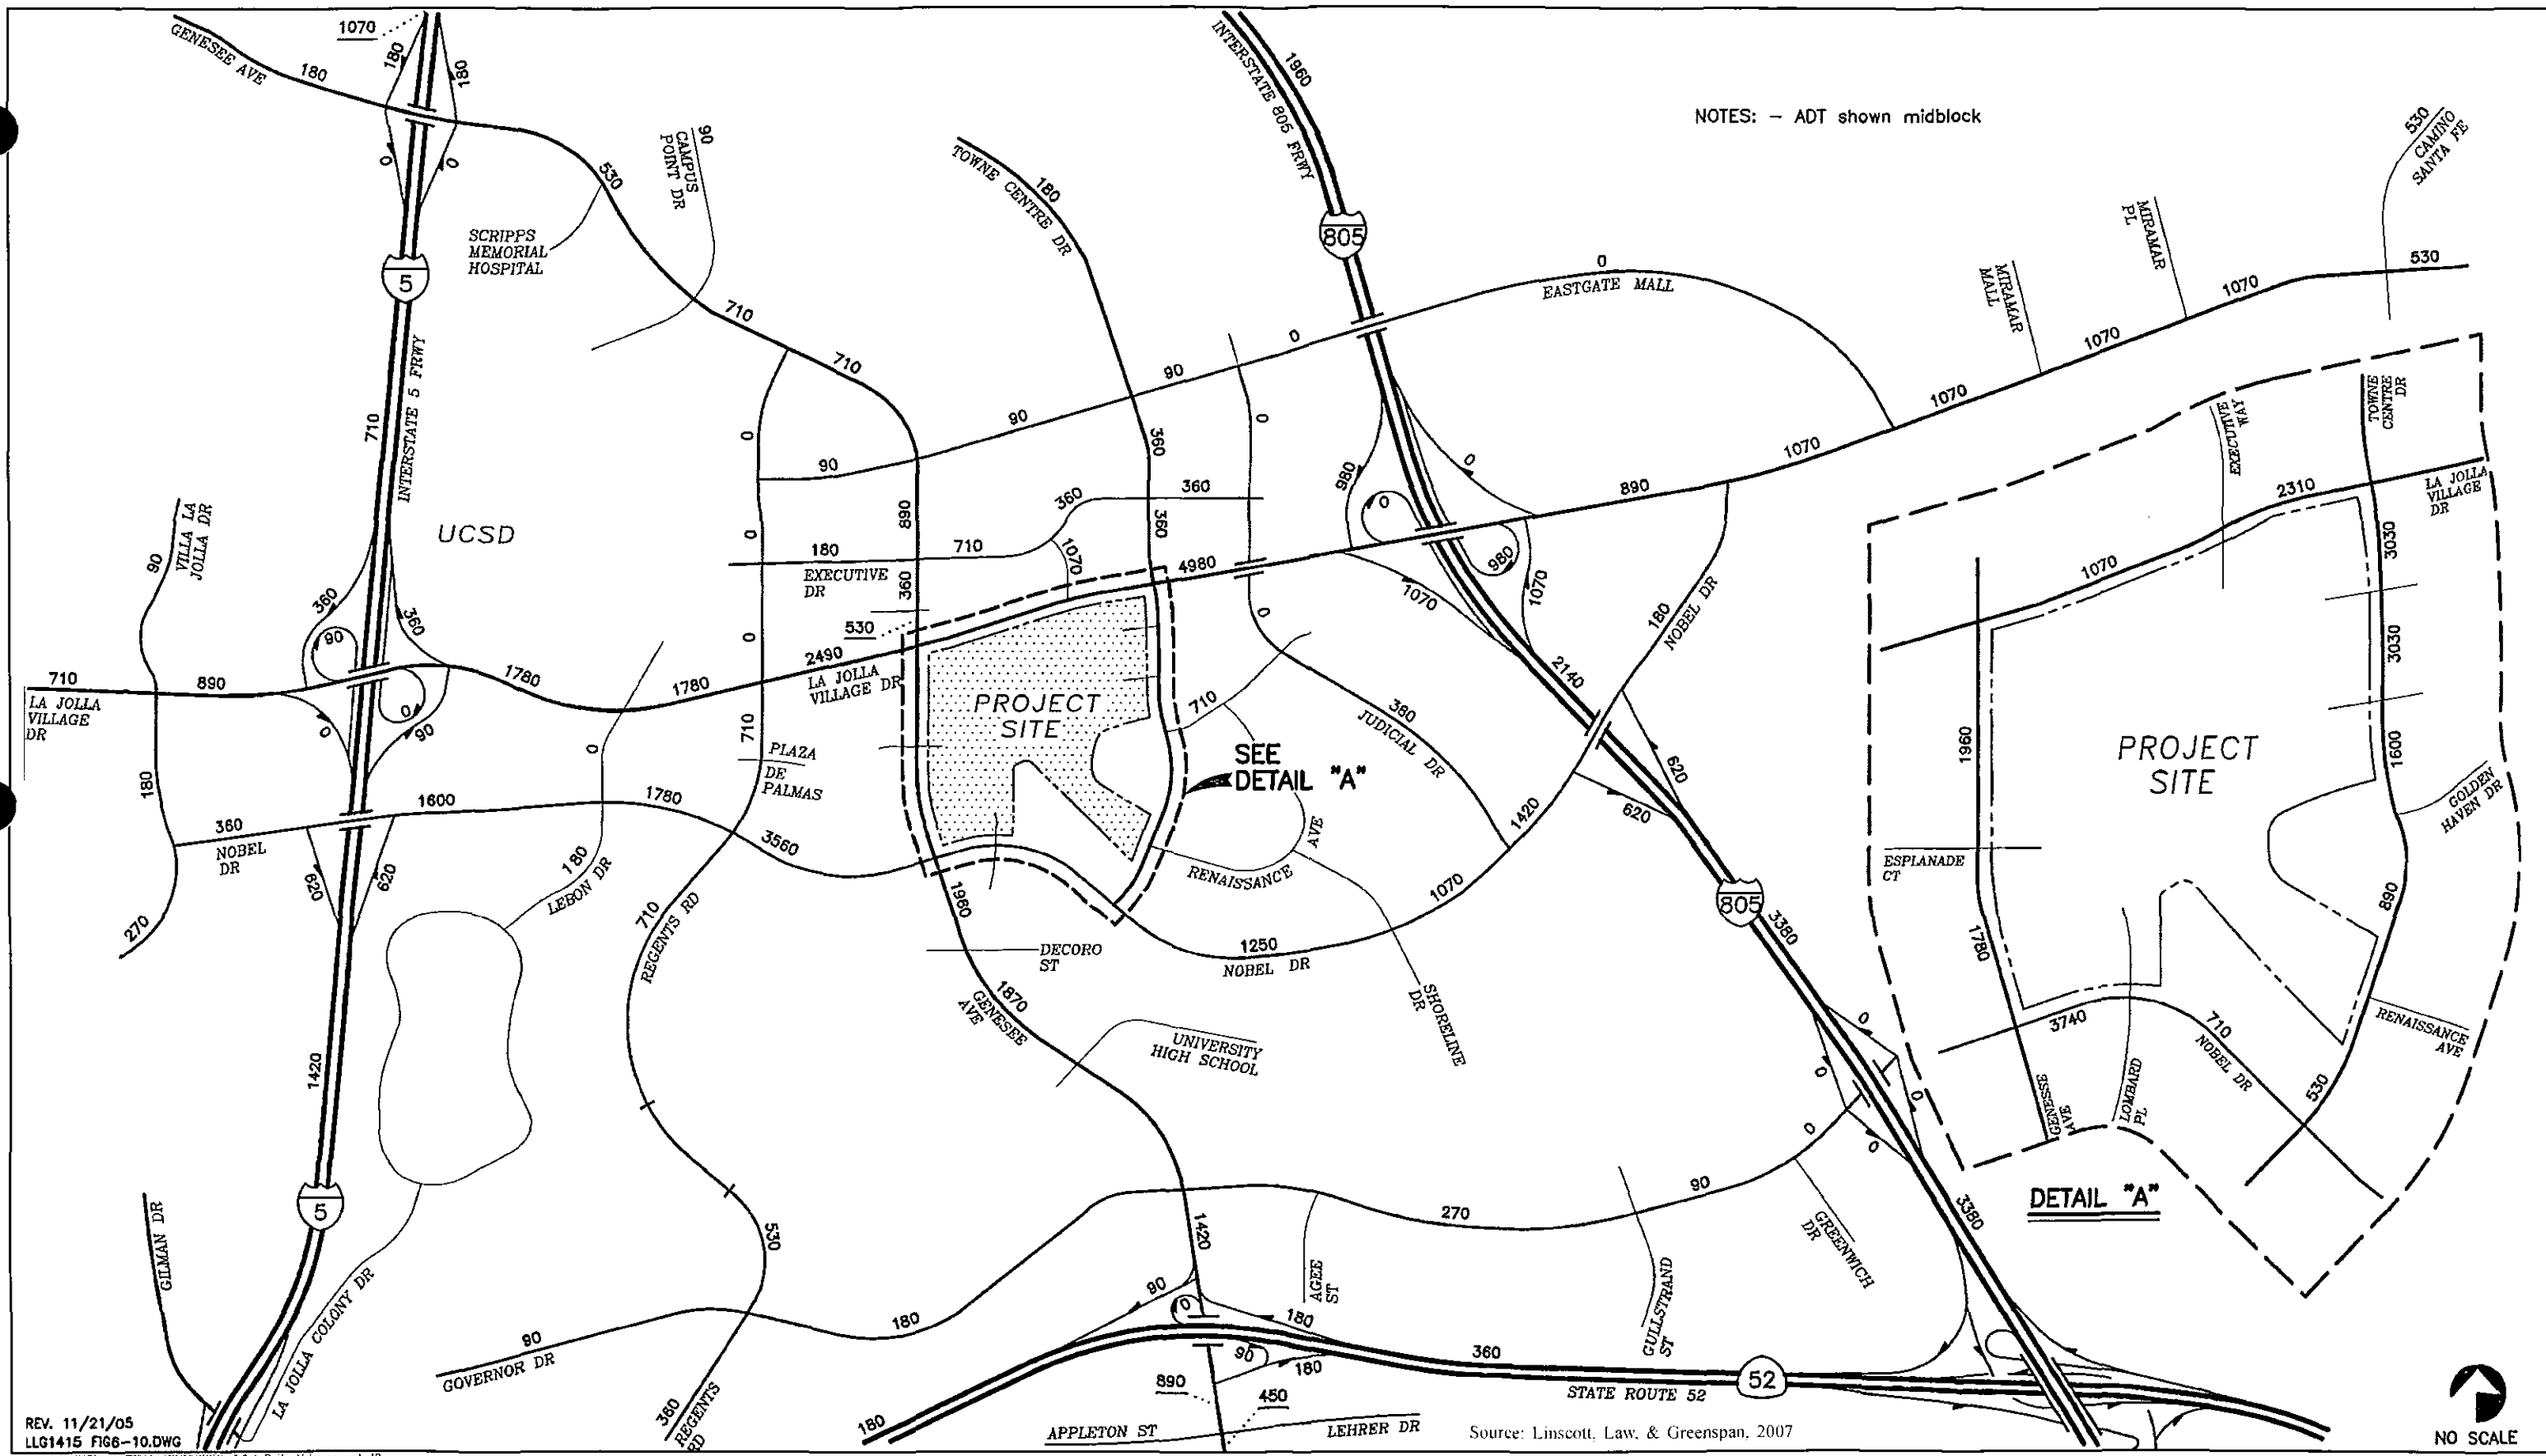 1070
GENESEE AVE
180
180
180
0
0
INTERSTATE 805 FRWY
1960
NOTES: - ADT shown midblock
530
CAMINO
SANTA FE
90
CAMPUS
POINT DR
530
TOWNE CENTRE DR
180
805
SCRIPPS
MEMORIAL
HOSPITAL
5
MIRAMAR
PL
MIRAMAR
MALL
0
EASTGATE MALL
530
1070
1070
1070
1070
710
710
710
INTERSTATE 5 FRWY
0
90
90
90
0
0
360
0
980
0
0
890
360
360
360
890
UCSD
VILLA LA
JOLLA DR
90
0
180
EXECUTIVE
DR
710
1070
4980
360
530
980
1070
1070
180
NOBEL DR
360
360
90
0
0
90
0
0
710
LA JOLLA
VILLAGE
DR
890
1780
1780
2490
LA JOLLA
VILLAGE DR
PROJECT
SITE
710
380
JUDICIAL DR
2140
710
PLAZA
DE
PALMAS
SEE
DETAIL "A"
620
620
180
0
1600
1780
3560
360
NOBEL
DR
270
620
620
180
LEBON DR
710
REGENTS RD
1960
RENAISSANCE
AVE
1420
1070
805
3380
DECORO
ST
1250
NOBEL DR
1870
GENESEE
AVE
SHORELINE
DR
UNIVERSITY
HIGH SCHOOL
1420
0
0
0
0
0
5
GILMAN DR
LA JOLLA COLONY DR
530
1420
270
90
GREENWICH
DR
3380
AGEE
ST
GULLSTRAND
ST
90
0
180
90
180
180
90
GOVERNOR DR
360
STATE ROUTE 52
52
380
REGENTS
RD
180
890
450
APPLETON ST
LEHRER DR
TOWNE
CENTRE
DR
EXECUTIVE
WAY
2310
LA JOLLA
VILLAGE
DR
1070
3030
3030
1960
PROJECT
SITE
1600
GOLDEN
HAVEN DR
ESPLANADE
CT
890
1780
3740
710
NOBEL DR
RENAISSANCE
AVE
530
GENESSE
AVE
LOMBARD
PL
DETAIL "A"
REV. 11/21/05
LLG1415 FIG6-10.DWG
Source: Linscott, Law, & Greenspan, 2007
NO SCALE